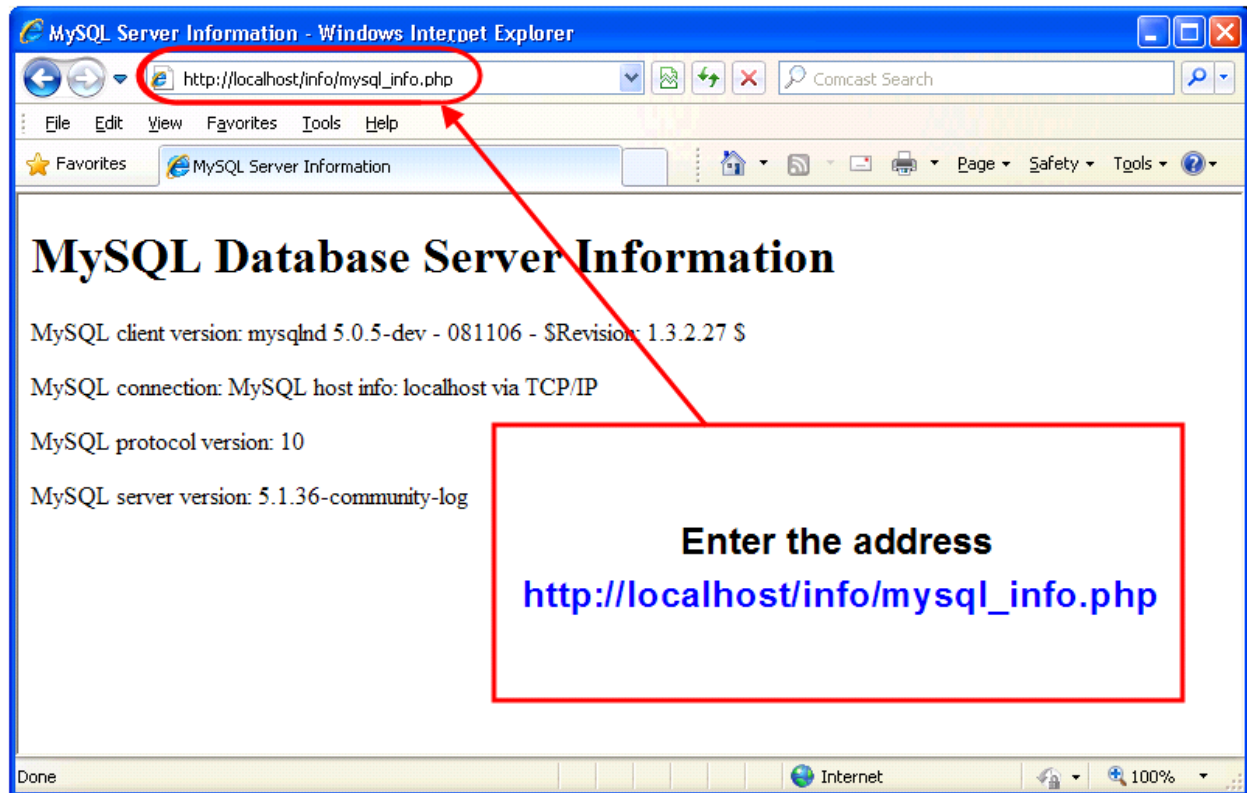 MySQL Server Information - Windows Internet Explorer
http://localhost/info/mysql_info.php
Comcast Search
File Edit View Favorites Tools Help
Favorites MySQL Server Information Page Safety Tools
MySQL Database Server Information
MySQL client version: mysqlnd 5.0.5-dev - 081106 - $Revision: 1.3.2.27 $
MySQL connection: MySQL host info: localhost via TCP/IP
MySQL protocol version: 10
MySQL server version: 5.1.36-community-log
Enter the address
http://localhost/info/mysql_info.php
Done Internet 100%